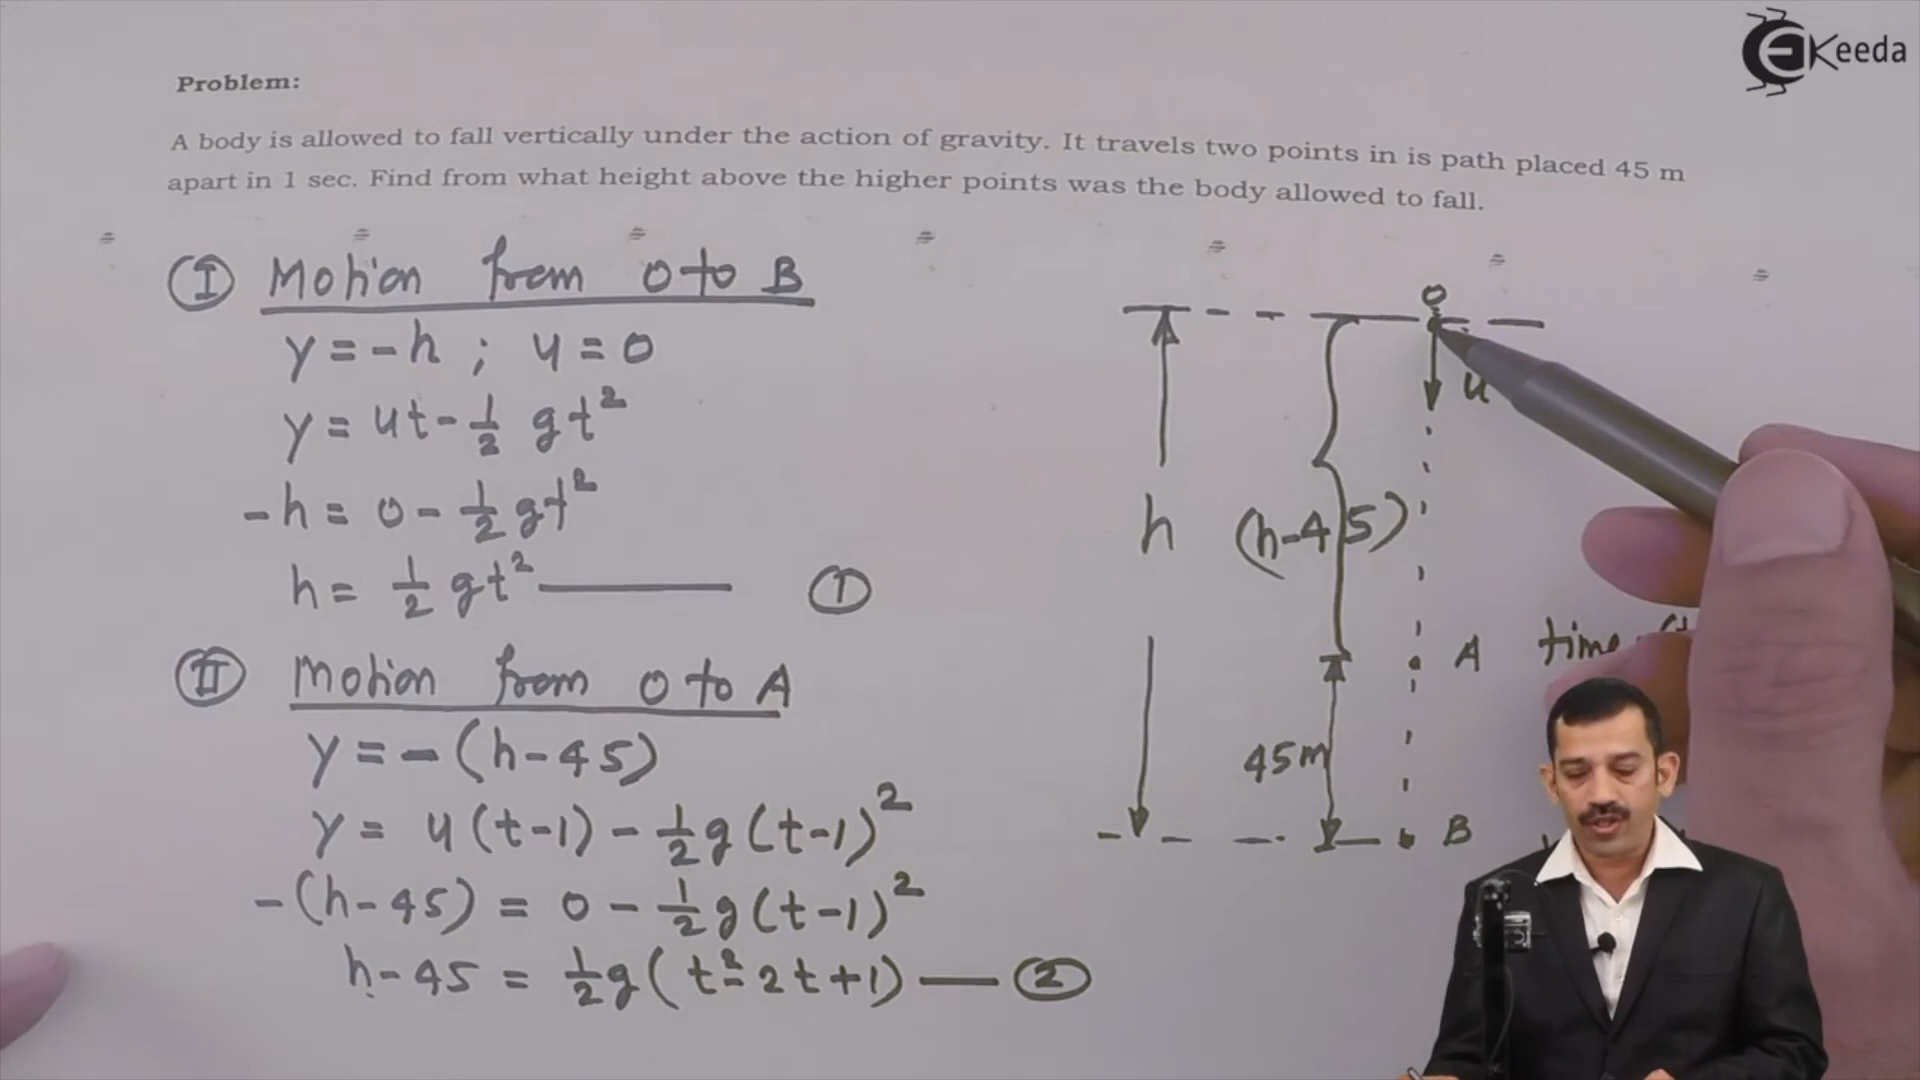 EKeeda
Problem:
A body is allowed to fall vertically under the action of gravity. It travels two points in is path placed 45 m
apart in 1 sec. Find from what height above the higher points was the body allowed to fall.
Ⓘ Motion from O to B
y = -h ; u = 0
y = ut - 1/2 gt²
-h = 0 - 1/2 gt²
h = 1/2 gt² —— ①
Ⓘⓘ Motion from O to A
y = -(h-45)
y = u(t-1) - 1/2 g(t-1)²
-(h-45) = 0 - 1/2 g(t-1)²
h-45 = 1/2 g(t²-2t+1) — ②
O
u
h (h-45)
A time
45m
B